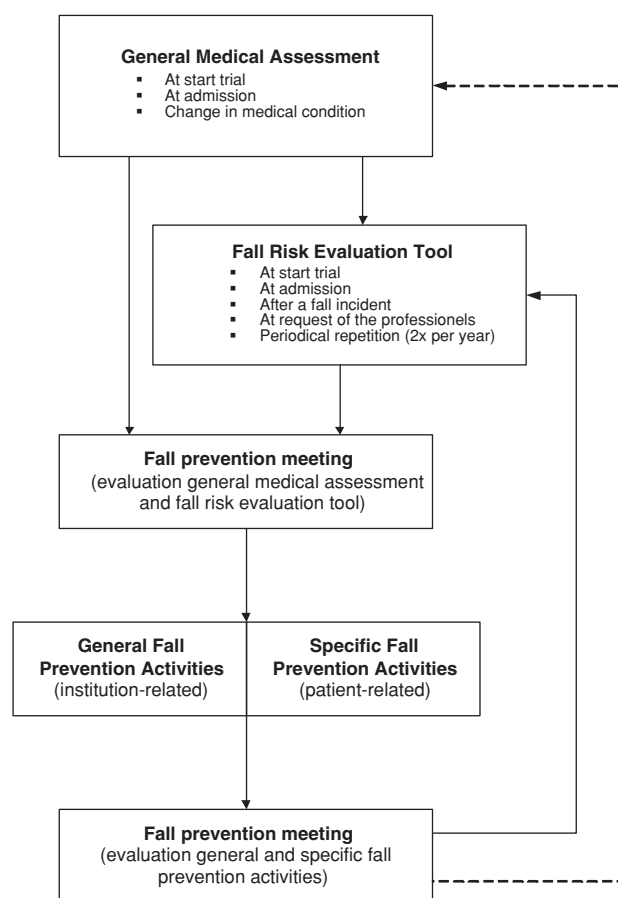 General Medical Assessment
▪ At start trial
▪ At admission
▪ Change in medical condition
Fall Risk Evaluation Tool
▪ At start trial
▪ At admission
▪ After a fall incident
▪ At request of the professionels
▪ Periodical repetition (2x per year)
Fall prevention meeting
(evaluation general medical assessment
and fall risk evaluation tool)
General Fall
Prevention Activities
(institution-related)
Specific Fall
Prevention Activities
(patient-related)
Fall prevention meeting
(evaluation general and specific fall
prevention activities)